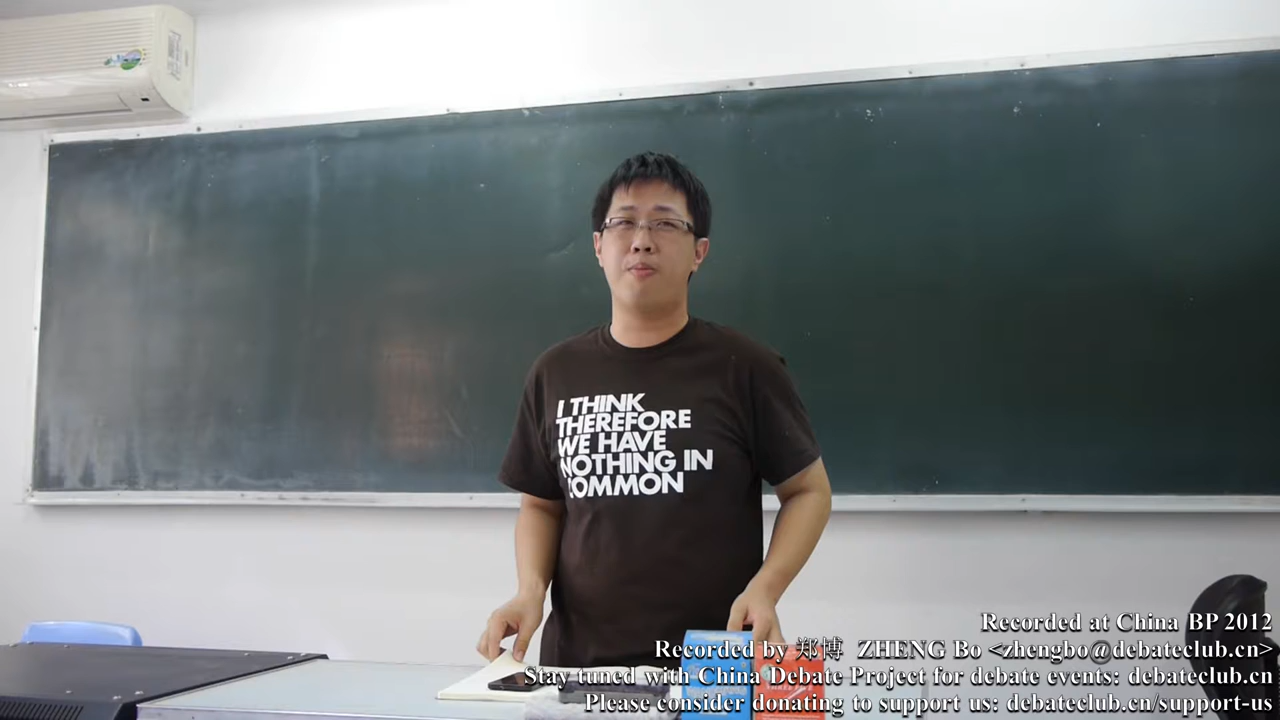 I THINK
THEREFORE
WE HAVE
NOTHING IN
COMMON
Recorded at China BP 2012
Recorded by 郑博 ZHENG Bo <zhengbo@debateclub.cn>
Stay tuned with China Debate Project for debate events: debateclub.cn
Please consider donating to support us: debateclub.cn/support-us